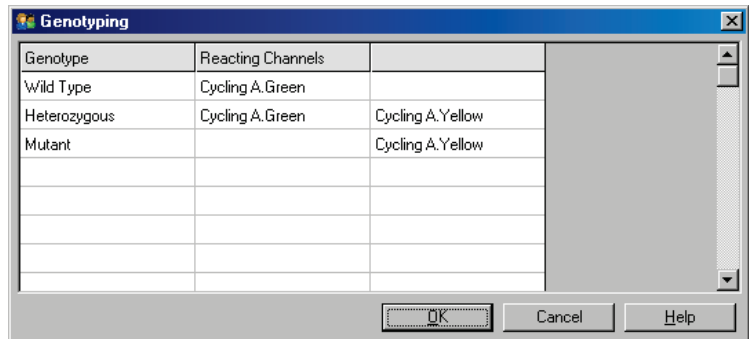 Genotyping
Genotype Reacting Channels
Wild Type Cycling A.Green
Heterozygous Cycling A.Green Cycling A.Yellow
Mutant Cycling A.Yellow
OK Cancel Help